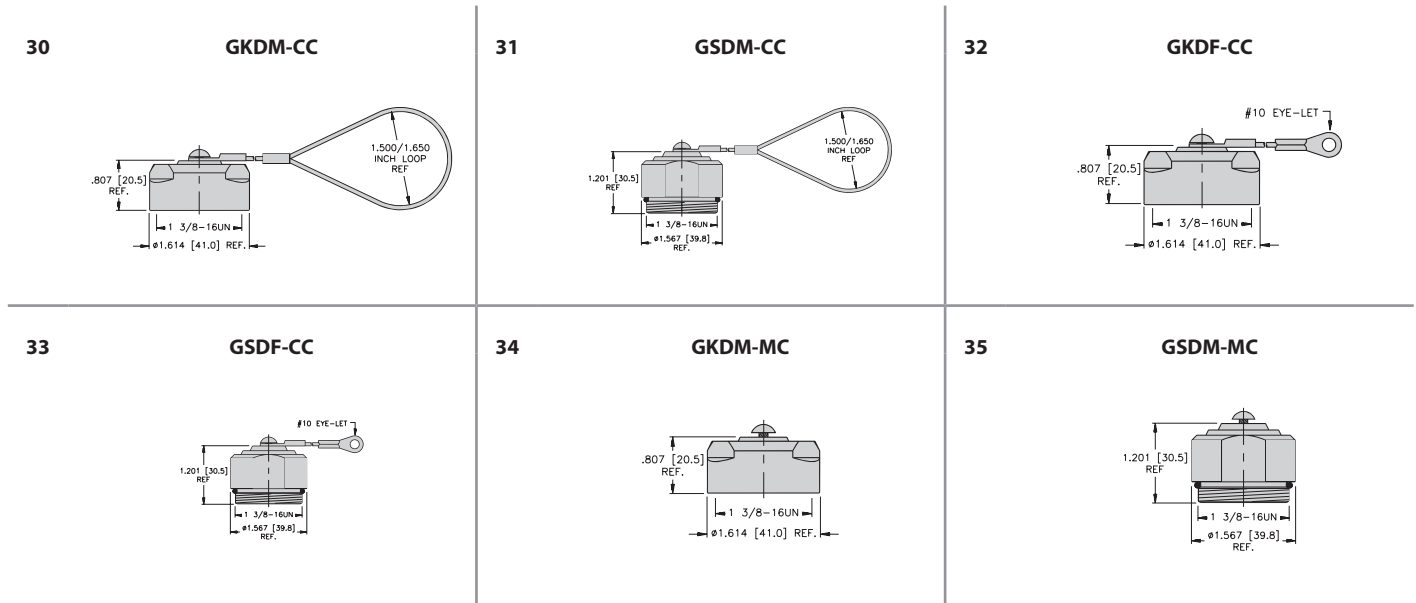 30 GKDM-CC
1.500/1.650
INCH LOOP
REF
.807 [20.5]
REF.
1 3/8-16UN
ø1.614 [41.0] REF.
31 GSDM-CC
1.500/1.650
INCH LOOP
REF
1.201 [30.5]
REF
1 3/8-16UN
ø1.567 [39.8]
REF.
32 GKDF-CC
#10 EYE-LET
.807 [20.5]
REF.
1 3/8-16UN
ø1.614 [41.0] REF.
33 GSDF-CC
#10 EYE-LET
1.201 [30.5]
REF
1 3/8-16UN
ø1.567 [39.8]
REF.
34 GKDM-MC
.807 [20.5]
REF.
1 3/8-16UN
ø1.614 [41.0] REF.
35 GSDM-MC
1.201 [30.5]
REF
1 3/8-16UN
ø1.567 [39.8]
REF.